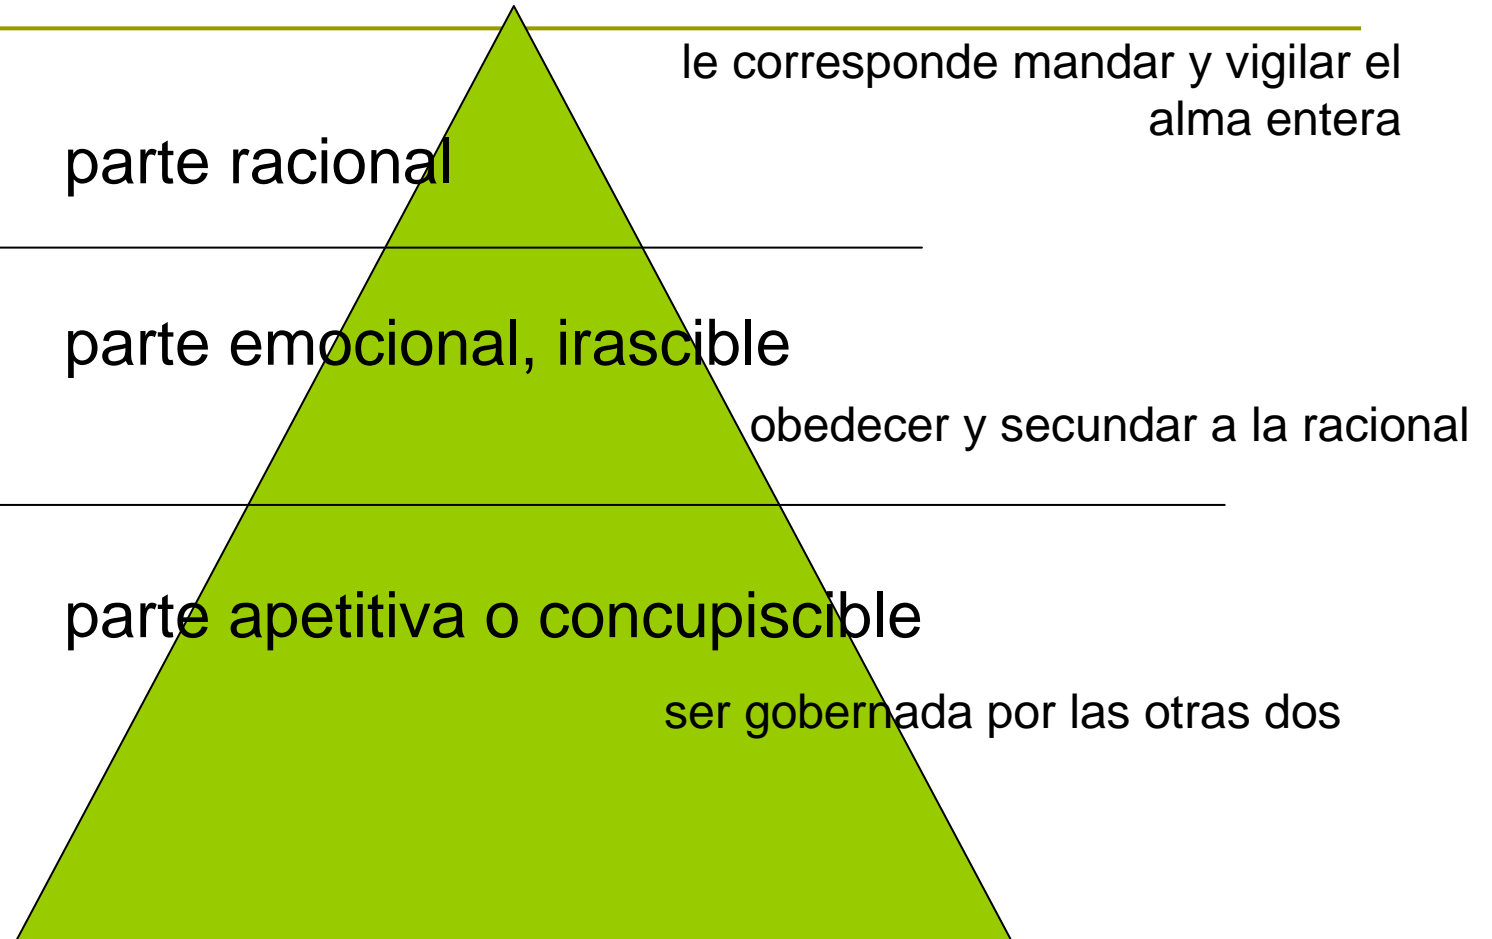 le corresponde mandar y vigilar el
alma entera
parte racional
parte emocional, irascible
obedecer y secundar a la racional
parte apetitiva o concupiscible
ser gobernada por las otras dos